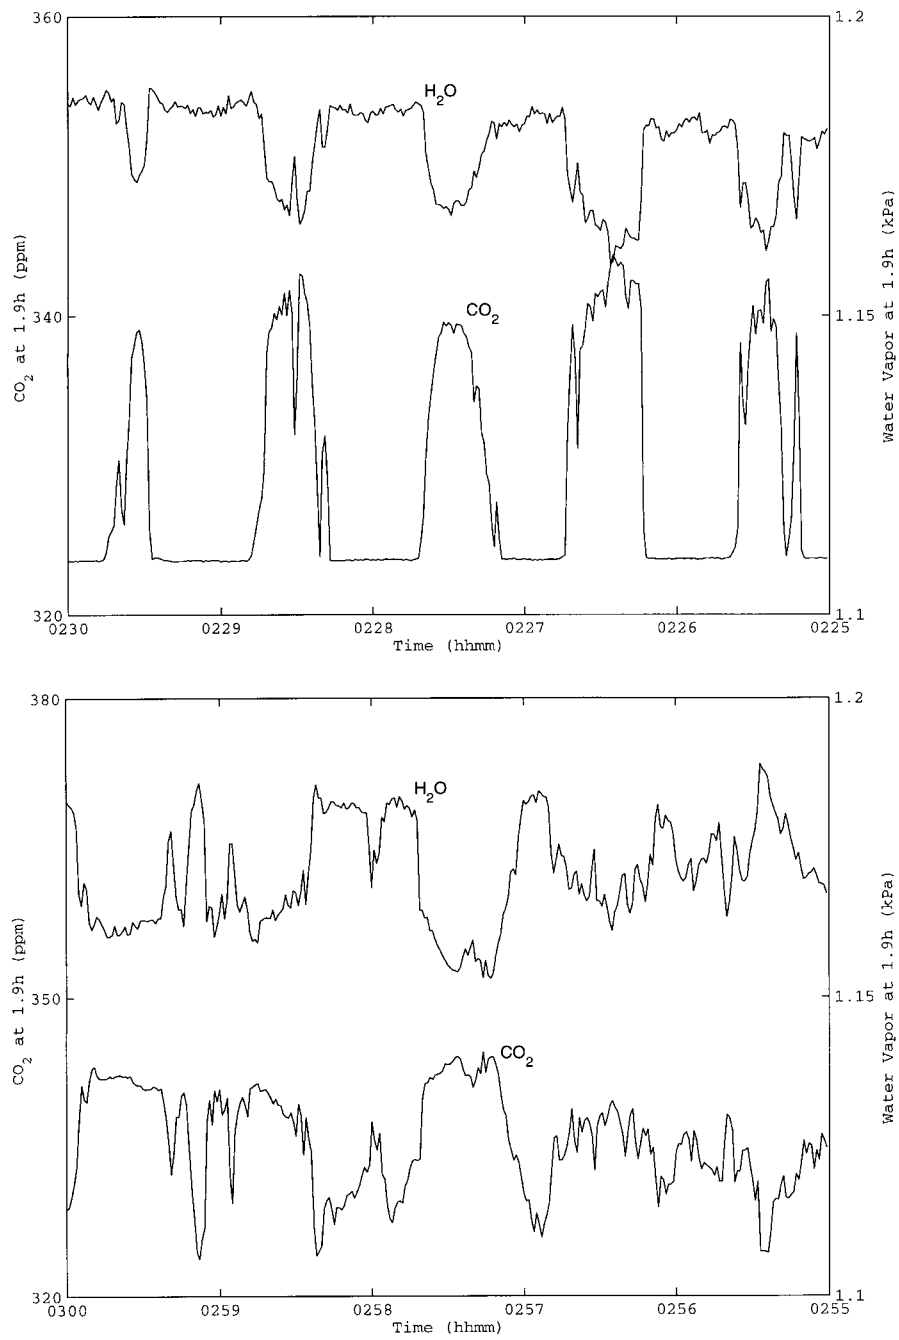 360
1.2
H2O
CO2 at 1.9h (ppm)
Water Vapor at 1.9h (kPa)
340
1.15
CO2
320
1.1
0230 0229 0228 0227 0226 0225
Time (hhmm)
380
1.2
H2O
CO2 at 1.9h (ppm)
Water Vapor at 1.9h (kPa)
350
1.15
CO2
320
1.1
0300 0259 0258 0257 0256 0255
Time (hhmm)